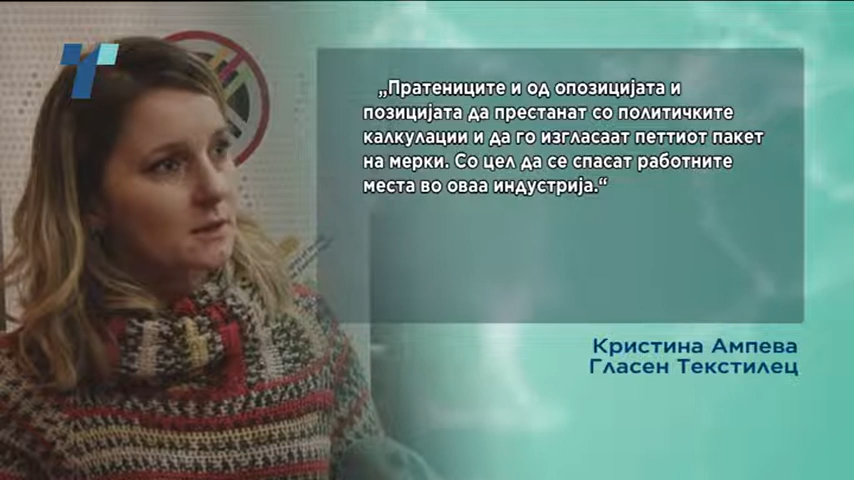 „Пратениците и од опозицијата и
позицијата да престанат со политичките
калкулации и да го изгласаат петтиот пакет
на мерки. Со цел да се спасат работните
места во оваа индустрија.“
Кристина Ампева
Гласен Текстилец